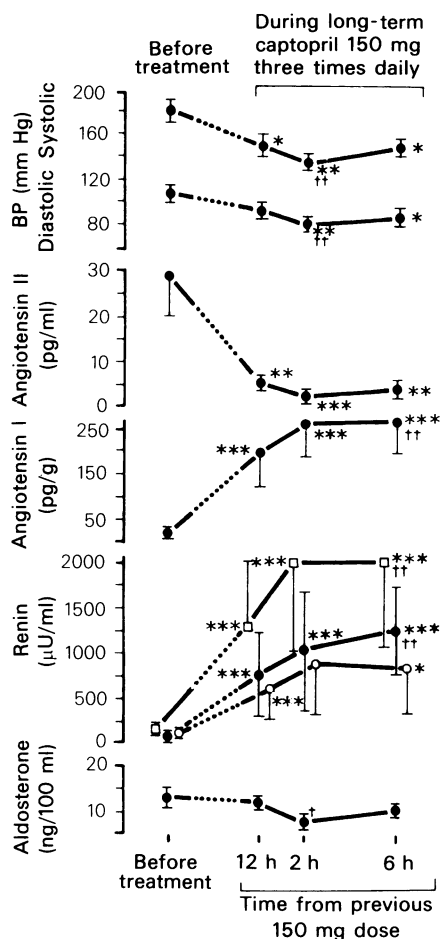 During long-term
captopril 150 mg
three times daily
Before
treatment
BP (mm Hg)
Diastolic Systolic
200
160
120
80
*
**
††
*
**
††
*
Angiotensin II
(pg/ml)
30
20
10
0
**
***
**
Angiotensin I
(pg/g)
250
150
50
***
***
***
††
Renin
(µU/ml)
2000
1500
1000
500
0
***
***
***
††
***
***
***
††
***
*
Aldosterone
(ng/100 ml)
20
10
†
Before
treatment
12 h
2 h
6 h
Time from previous
150 mg dose